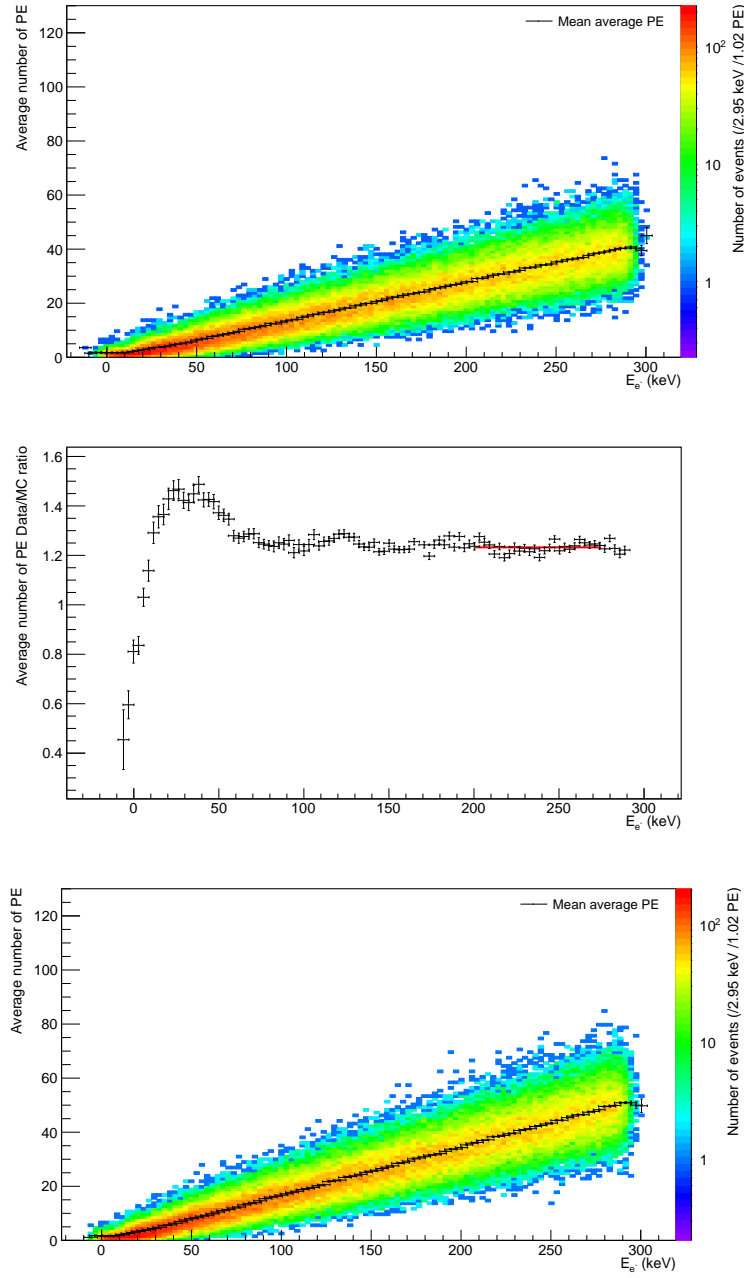 Mean average PE
Average number of PE
120
100
80
60
40
20
0
0 50 100 150 200 250 300
E_e- (keV)
10²
10
1
Number of events (/2.95 keV /1.02 PE)
Average number of PE Data/MC ratio
1.6
1.4
1.2
1
0.8
0.6
0.4
0 50 100 150 200 250 300
E_e- (keV)
Mean average PE
Average number of PE
120
100
80
60
40
20
0
0 50 100 150 200 250 300
E_e- (keV)
10²
10
1
Number of events (/2.95 keV /1.02 PE)